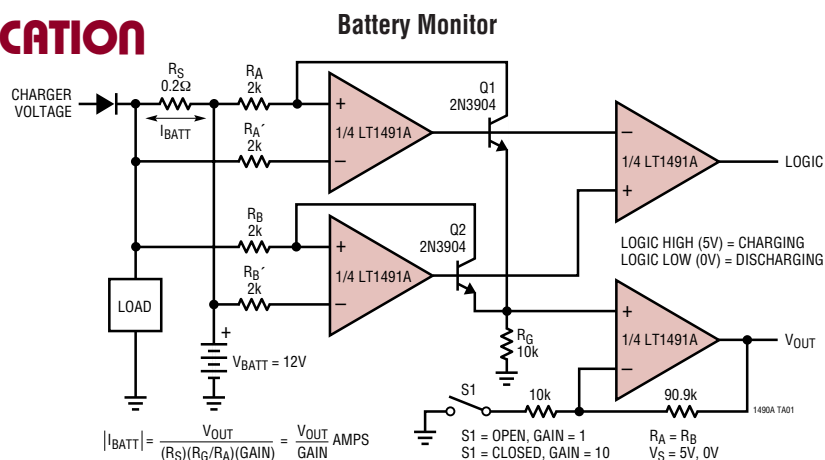 CATION
Battery Monitor
CHARGER
VOLTAGE
RS
0.2Ω
IBATT
RA
2k
RA´
2k
+
–
1/4 LT1491A
Q1
2N3904
–
+
1/4 LT1491A
LOGIC
RB
2k
RB´
2k
+
–
1/4 LT1491A
Q2
2N3904
LOGIC HIGH (5V) = CHARGING
LOGIC LOW (0V) = DISCHARGING
LOAD
+
VBATT = 12V
RG
10k
+
–
1/4 LT1491A
VOUT
S1
10k
90.9k
1490A TA01
|IBATT| = VOUT / (RS)(RG/RA)(GAIN) = VOUT / GAIN AMPS
S1 = OPEN, GAIN = 1
S1 = CLOSED, GAIN = 10
RA = RB
VS = 5V, 0V